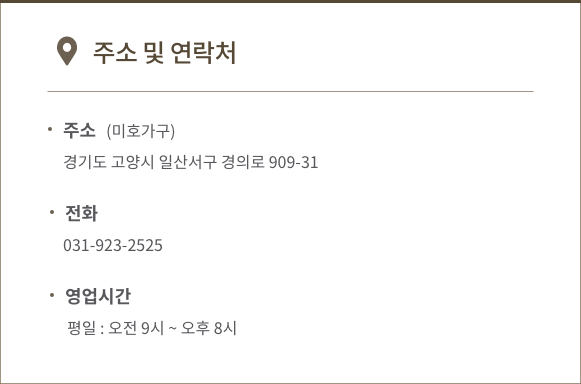 주소 및 연락처
• 주소 (미호가구)
경기도 고양시 일산서구 경의로 909-31
• 전화
031-923-2525
• 영업시간
평일 : 오전 9시 ~ 오후 8시